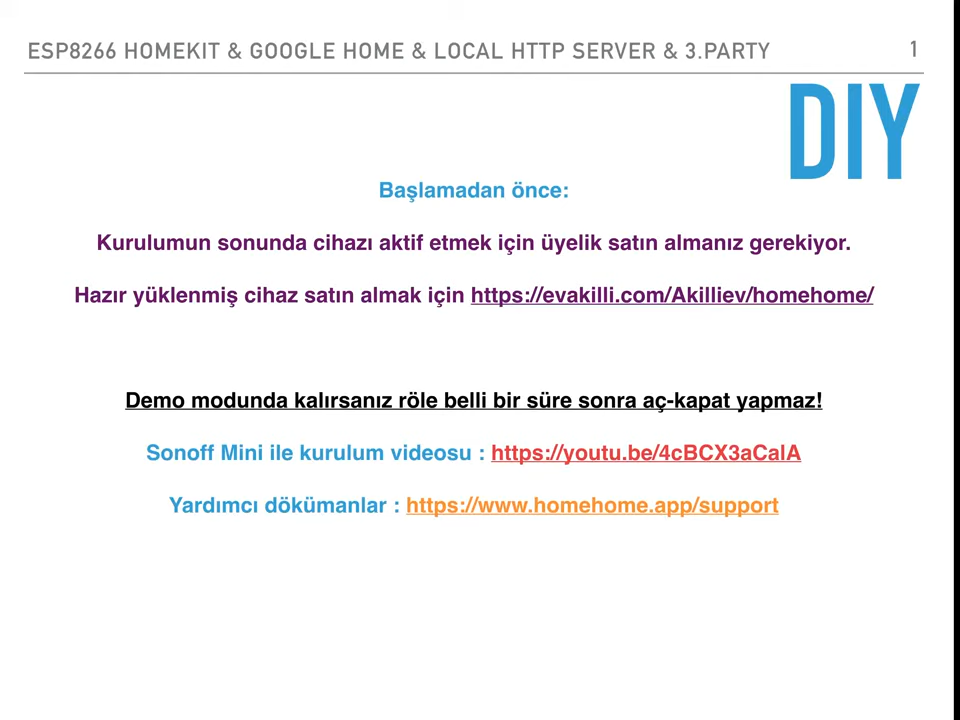 ESP8266 HOMEKIT & GOOGLE HOME & LOCAL HTTP SERVER & 3.PARTY 1
DIY
Başlamadan önce:
Kurulumun sonunda cihazı aktif etmek için üyelik satın almanız gerekiyor.
Hazır yüklenmiş cihaz satın almak için https://evakilli.com/Akilliev/homehome/
Demo modunda kalırsanız röle belli bir süre sonra aç-kapat yapmaz!
Sonoff Mini ile kurulum videosu : https://youtu.be/4cBCX3aCalA
Yardımcı dökümanlar : https://www.homehome.app/support